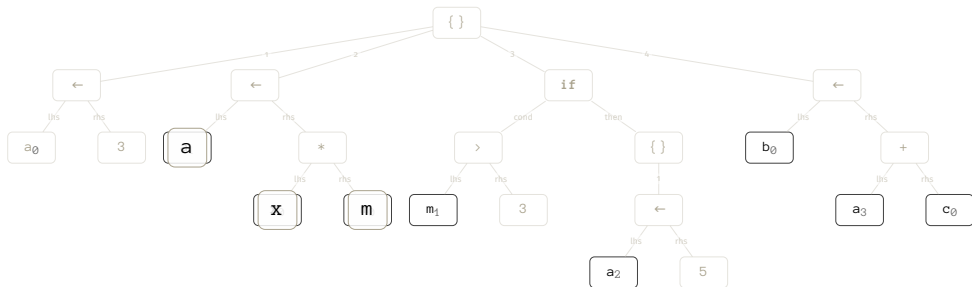 { }
1 2 3 4
← ← if ←
lhs rhs lhs rhs cond then lhs rhs
a₀ 3 a * > { } b₀ +
lhs rhs lhs rhs 1 lhs rhs
x m m₁ 3 ← a₃ c₀
lhs rhs
a₂ 5